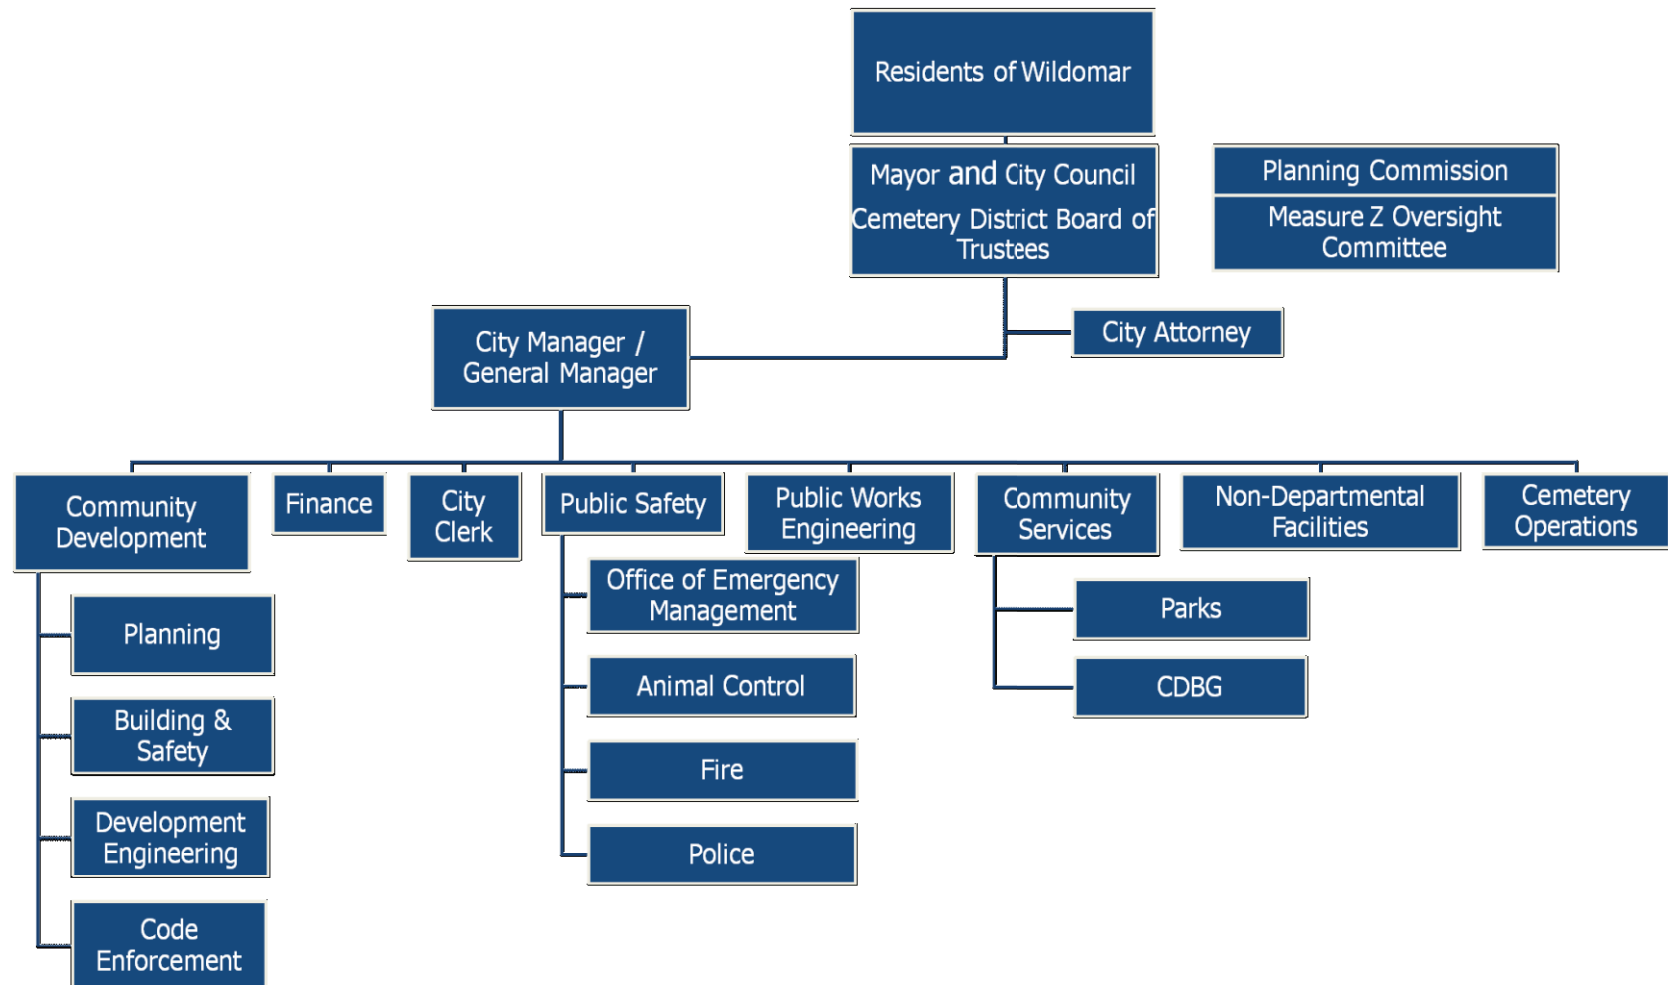 Residents of Wildomar
Mayor and City Council
Cemetery District Board of
Trustees
Planning Commission
Measure Z Oversight
Committee
City Manager /
General Manager
City Attorney
Community
Development
Finance
City
Clerk
Public Safety
Public Works
Engineering
Community
Services
Non-Departmental
Facilities
Cemetery
Operations
Planning
Building &
Safety
Development
Engineering
Code
Enforcement
Office of Emergency
Management
Animal Control
Fire
Police
Parks
CDBG